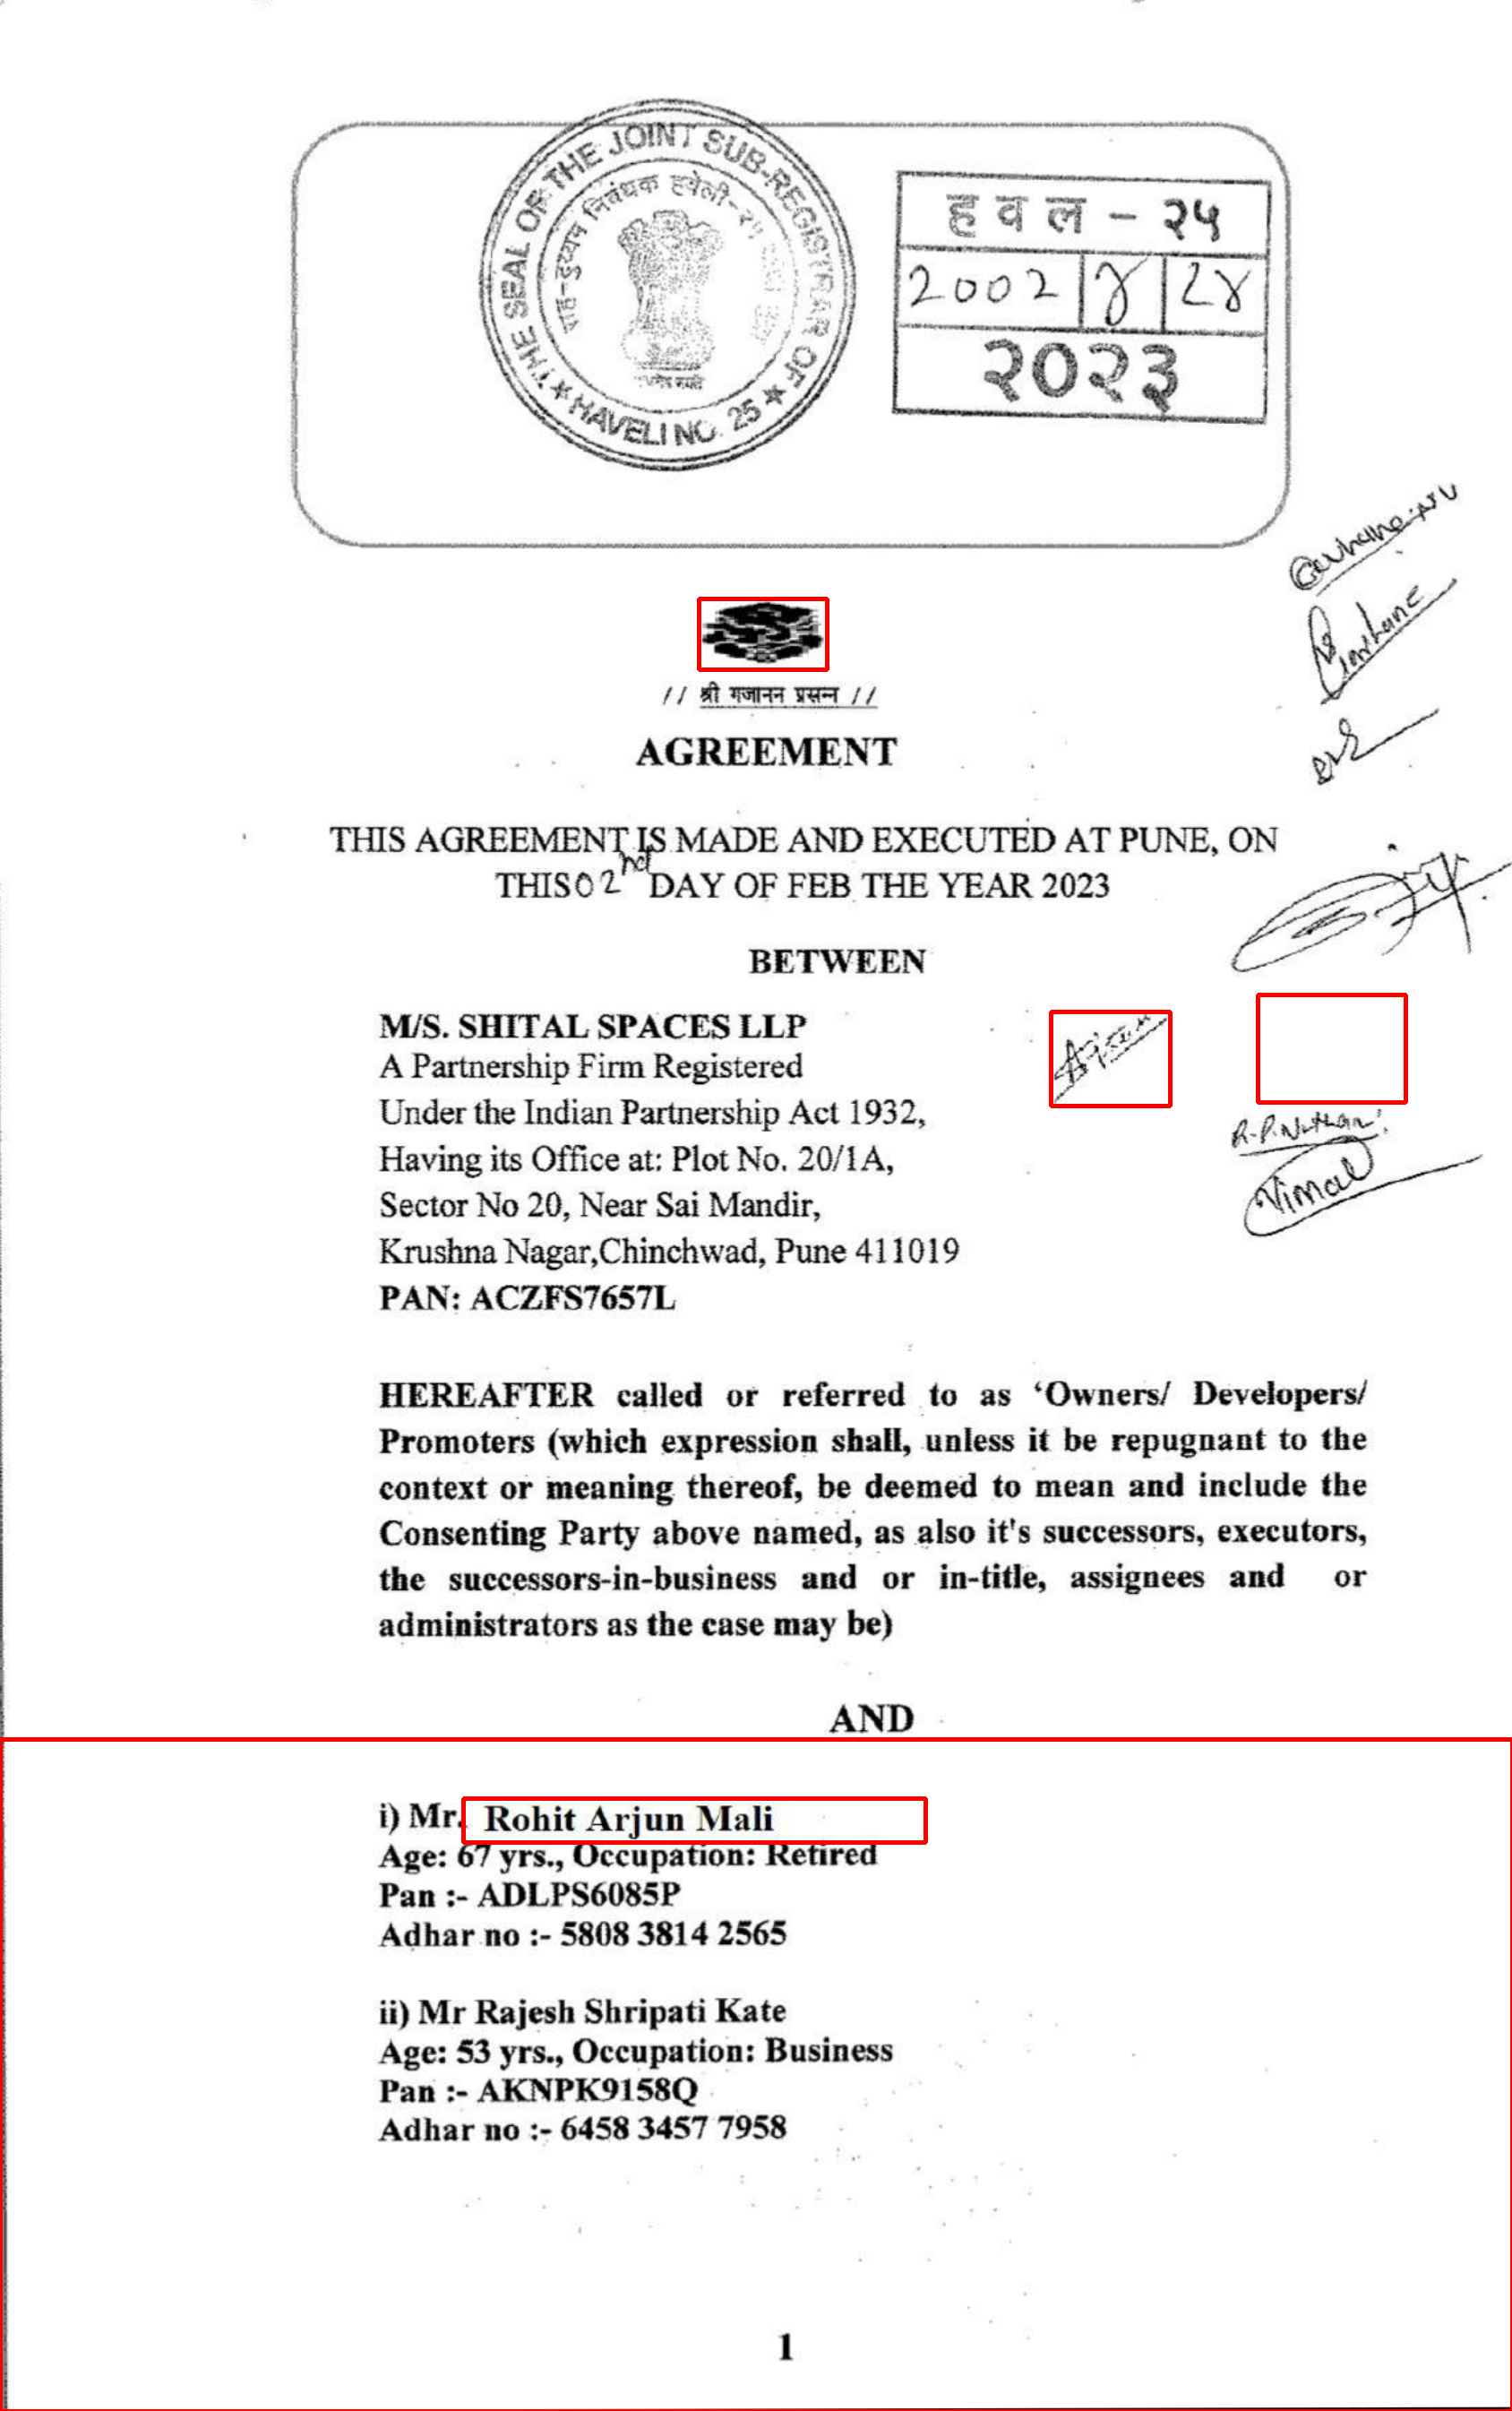 THE SEAL OF THE JOINT SUB-REGISTRAR OF
★ HAVELI NO. 25 ★
सह-दुय्यम निबंधक हवेली-२५
हवल - २५
2002 | ४ | ८४
२०२३
// श्री गजानन प्रसन्न //
AGREEMENT
THIS AGREEMENT IS MADE AND EXECUTED AT PUNE, ON
THIS 02nd DAY OF FEB THE YEAR 2023
BETWEEN
M/S. SHITAL SPACES LLP
A Partnership Firm Registered
Under the Indian Partnership Act 1932,
Having its Office at: Plot No. 20/1A,
R.P.Nathan
Sector No 20, Near Sai Mandir,
Vimal
Krushna Nagar,Chinchwad, Pune 411019
PAN: ACZFS7657L
HEREAFTER called or referred to as ‘Owners/ Developers/
Promoters (which expression shall, unless it be repugnant to the
context or meaning thereof, be deemed to mean and include the
Consenting Party above named, as also it's successors, executors,
the successors-in-business and or in-title, assignees and or
administrators as the case may be)
AND
i) Mr. Rohit Arjun Mali
Age: 67 yrs., Occupation: Retired
Pan :- ADLPS6085P
Adhar no :- 5808 3814 2565
ii) Mr Rajesh Shripati Kate
Age: 53 yrs., Occupation: Business
Pan :- AKNPK9158Q
Adhar no :- 6458 3457 7958
1